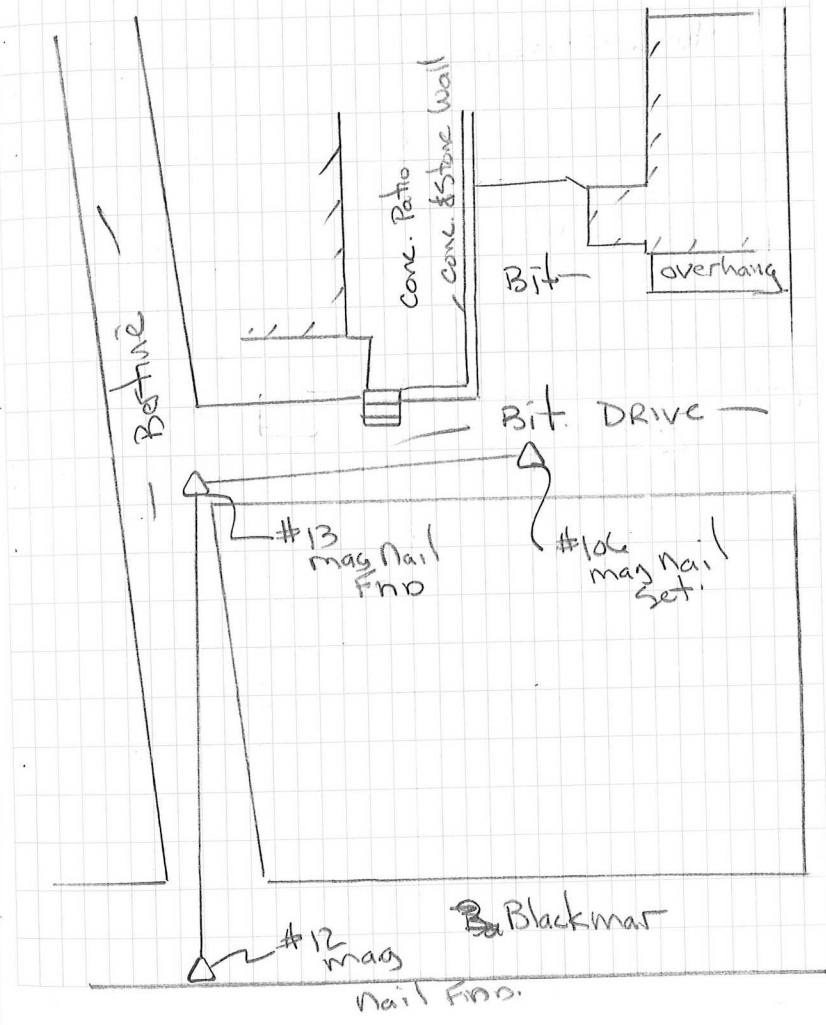 Conc. Patio
Conc. & Stone Wall
Bit
overhang
Bit. DRIVE
#13
mag Nail
FND
#106
mag nail
set.
Blackmar
#12
mag
nail FND.